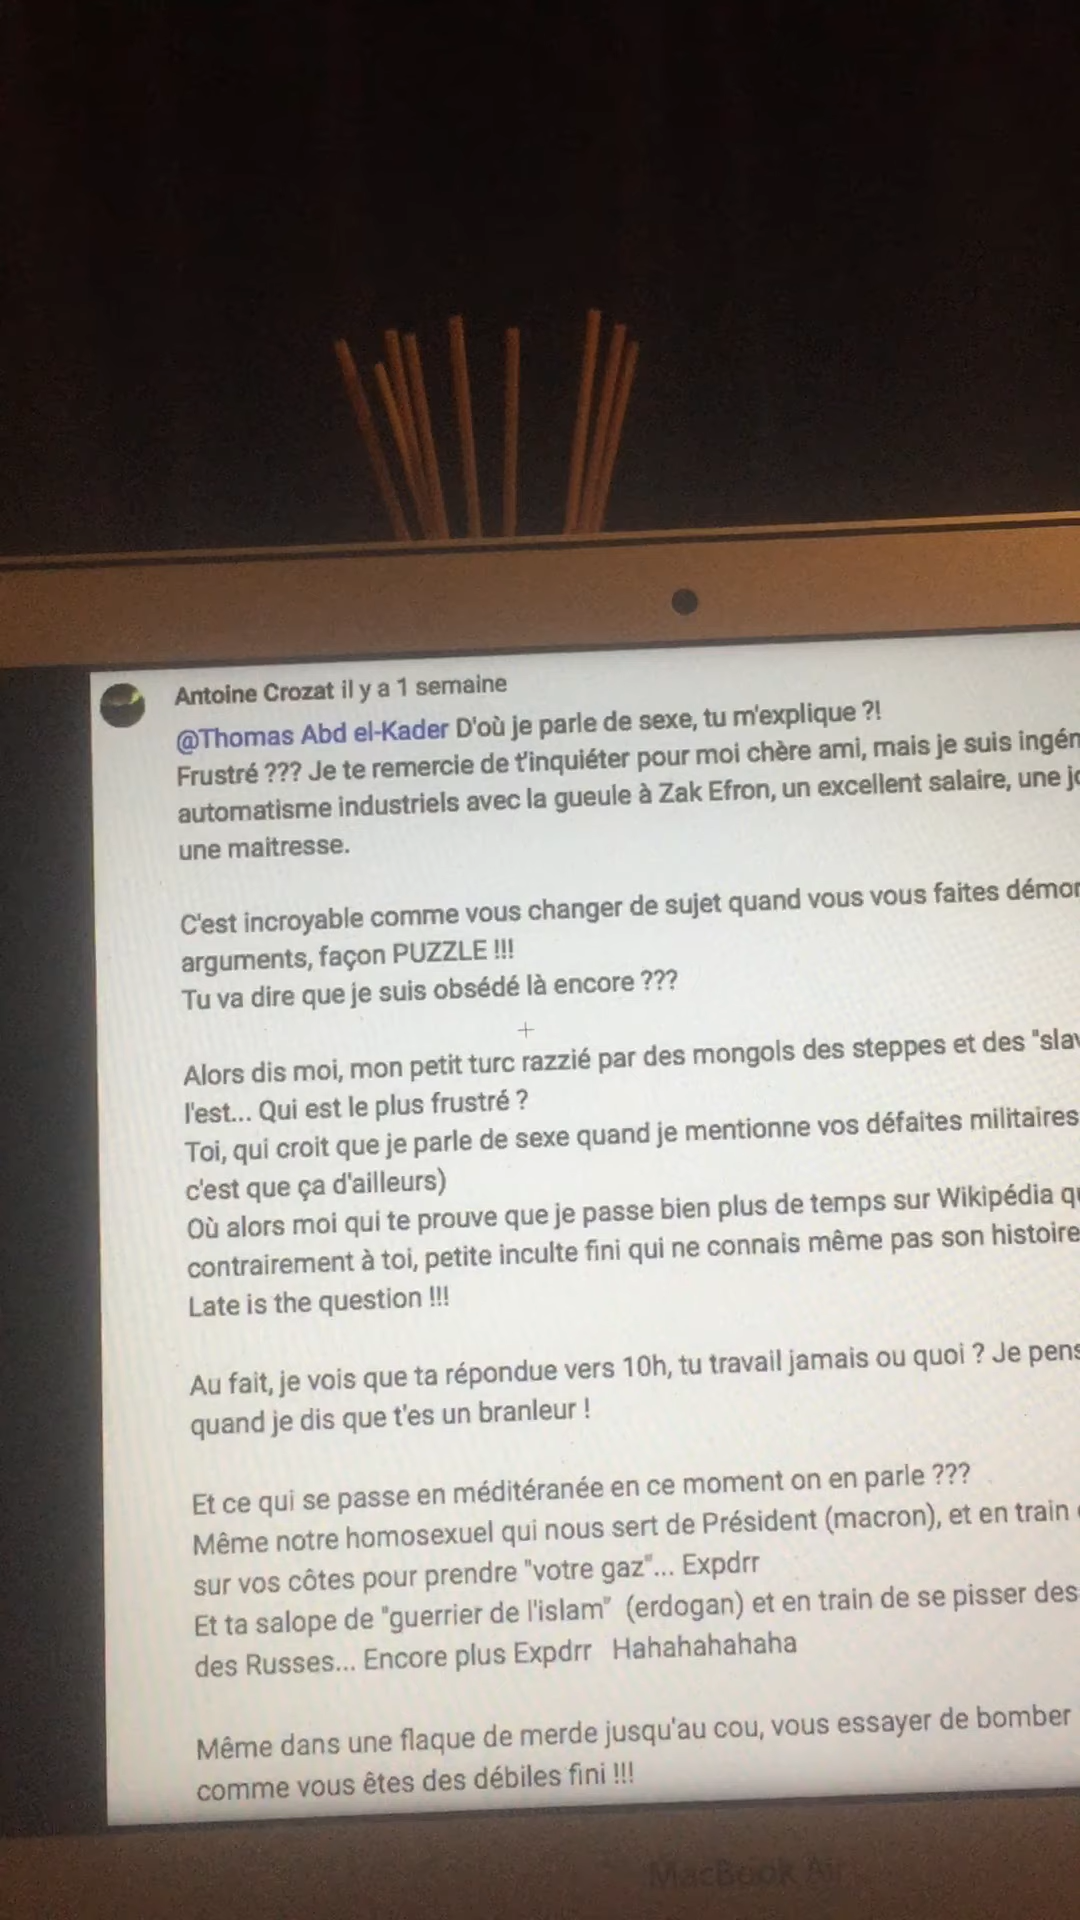 Antoine Crozat il y a 1 semaine
@Thomas Abd el-Kader D'où je parle de sexe, tu m'explique ?!
Frustré ??? Je te remercie de t'inquiéter pour moi chère ami, mais je suis ingén
automatisme industriels avec la gueule à Zak Efron, un excellent salaire, une jo
une maitresse.
C'est incroyable comme vous changer de sujet quand vous vous faites démon
arguments, façon PUZZLE !!!
Tu va dire que je suis obsédé là encore ???
Alors dis moi, mon petit turc razzié par des mongols des steppes et des "slav
l'est... Qui est le plus frustré ?
Toi, qui croit que je parle de sexe quand je mentionne vos défaites militaires
c'est que ça d'ailleurs)
Où alors moi qui te prouve que je passe bien plus de temps sur Wikipédia qu
contrairement à toi, petite inculte fini qui ne connais même pas son histoire
Late is the question !!!
Au fait, je vois que ta répondue vers 10h, tu travail jamais ou quoi ? Je pens
quand je dis que t'es un branleur !
Et ce qui se passe en méditéranée en ce moment on en parle ???
Même notre homosexuel qui nous sert de Président (macron), et en train
sur vos côtes pour prendre "votre gaz"... Expdrr
Et ta salope de "guerrier de l'islam" (erdogan) et en train de se pisser des
des Russes... Encore plus Expdrr Hahahahahaha
Même dans une flaque de merde jusqu'au cou, vous essayer de bomber
comme vous êtes des débiles fini !!!
MacBook Air